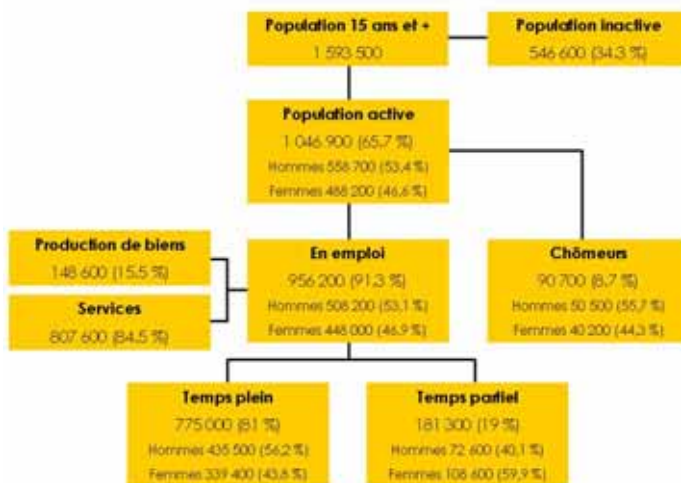 Population 15 ans et +
1 593 500
Population inactive
546 600 (34,3 %)
Population active
1 046 900 (65,7 %)
Hommes 558 700 (53,4 %)
Femmes 488 200 (46,6 %)
Production de biens
148 600 (15,5 %)
Services
807 600 (84,5 %)
En emploi
956 200 (91,3 %)
Hommes 508 200 (53,1 %)
Femmes 448 000 (46,9 %)
Chômeurs
90 700 (8,7 %)
Hommes 50 500 (55,7 %)
Femmes 40 200 (44,3 %)
Temps plein
775 000 (81 %)
Hommes 435 500 (56,2 %)
Femmes 339 400 (43,8 %)
Temps partiel
181 300 (19 %)
Hommes 72 600 (40,1 %)
Femmes 108 600 (59,9 %)